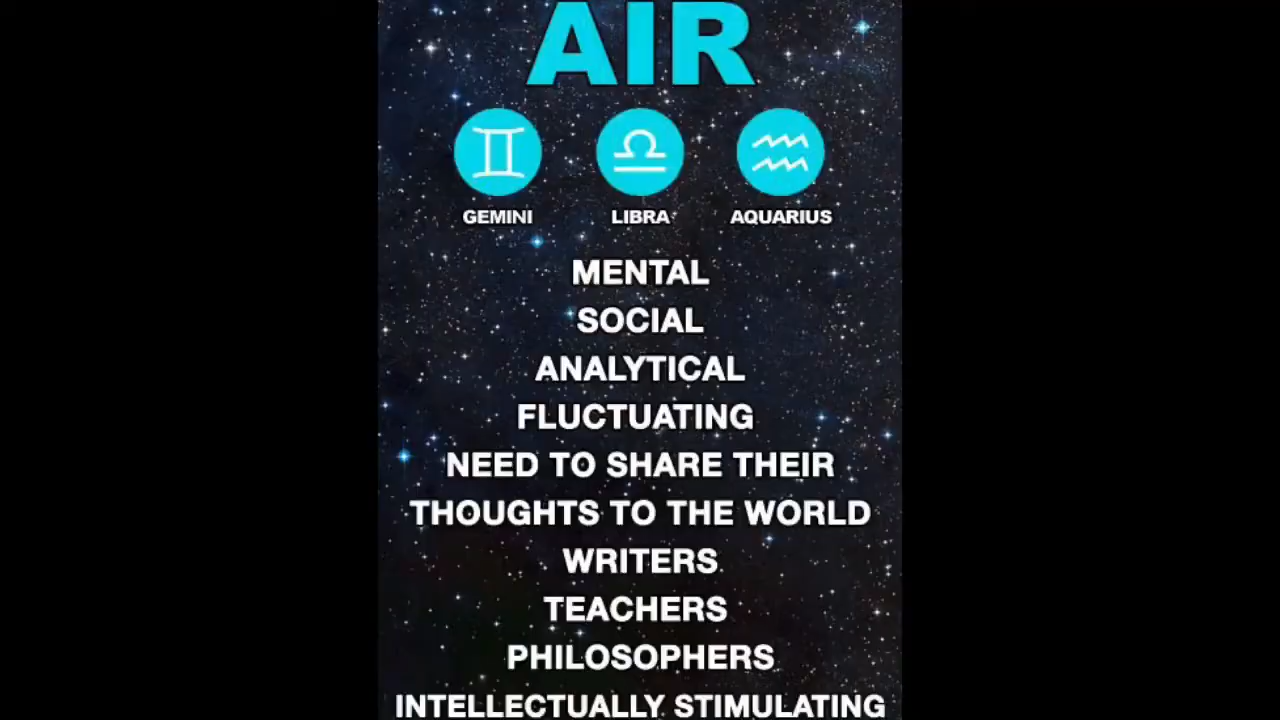 AIR
GEMINI LIBRA AQUARIUS
MENTAL
SOCIAL
ANALYTICAL
FLUCTUATING
NEED TO SHARE THEIR
THOUGHTS TO THE WORLD
WRITERS
TEACHERS
PHILOSOPHERS
INTELLECTUALLY STIMULATING